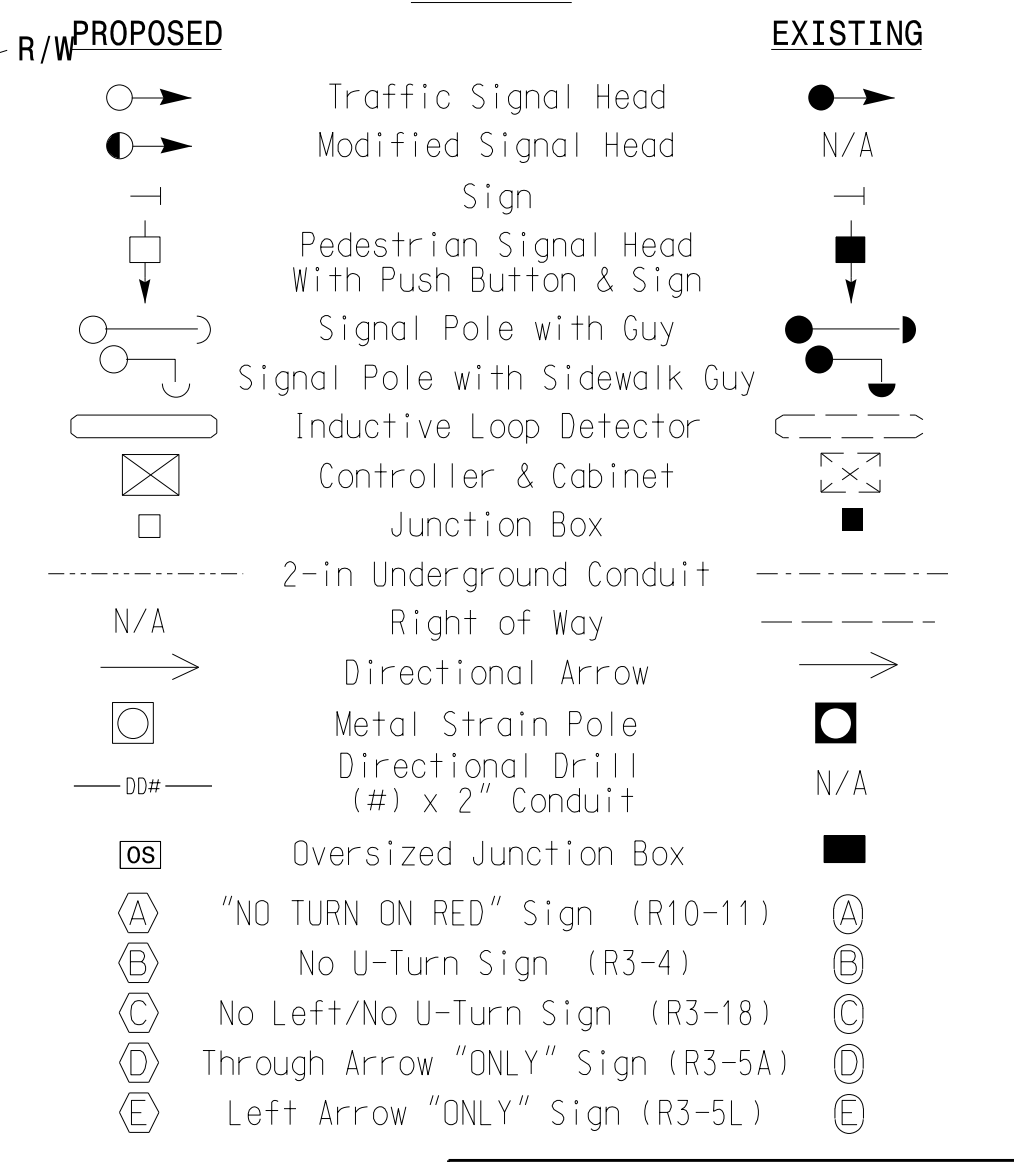 PROPOSED EXISTING
R/W
Traffic Signal Head
Modified Signal Head N/A
Sign
Pedestrian Signal Head
With Push Button & Sign
Signal Pole with Guy
Signal Pole with Sidewalk Guy
Inductive Loop Detector
Controller & Cabinet
Junction Box
2-in Underground Conduit
N/A Right of Way
Directional Arrow
Metal Strain Pole
Directional Drill
DD# (#) x 2" Conduit N/A
OS Oversized Junction Box
A "NO TURN ON RED" Sign (R10-11) A
B No U-Turn Sign (R3-4) B
C No Left/No U-Turn Sign (R3-18) C
D Through Arrow "ONLY" Sign (R3-5A) D
E Left Arrow "ONLY" Sign (R3-5L) E